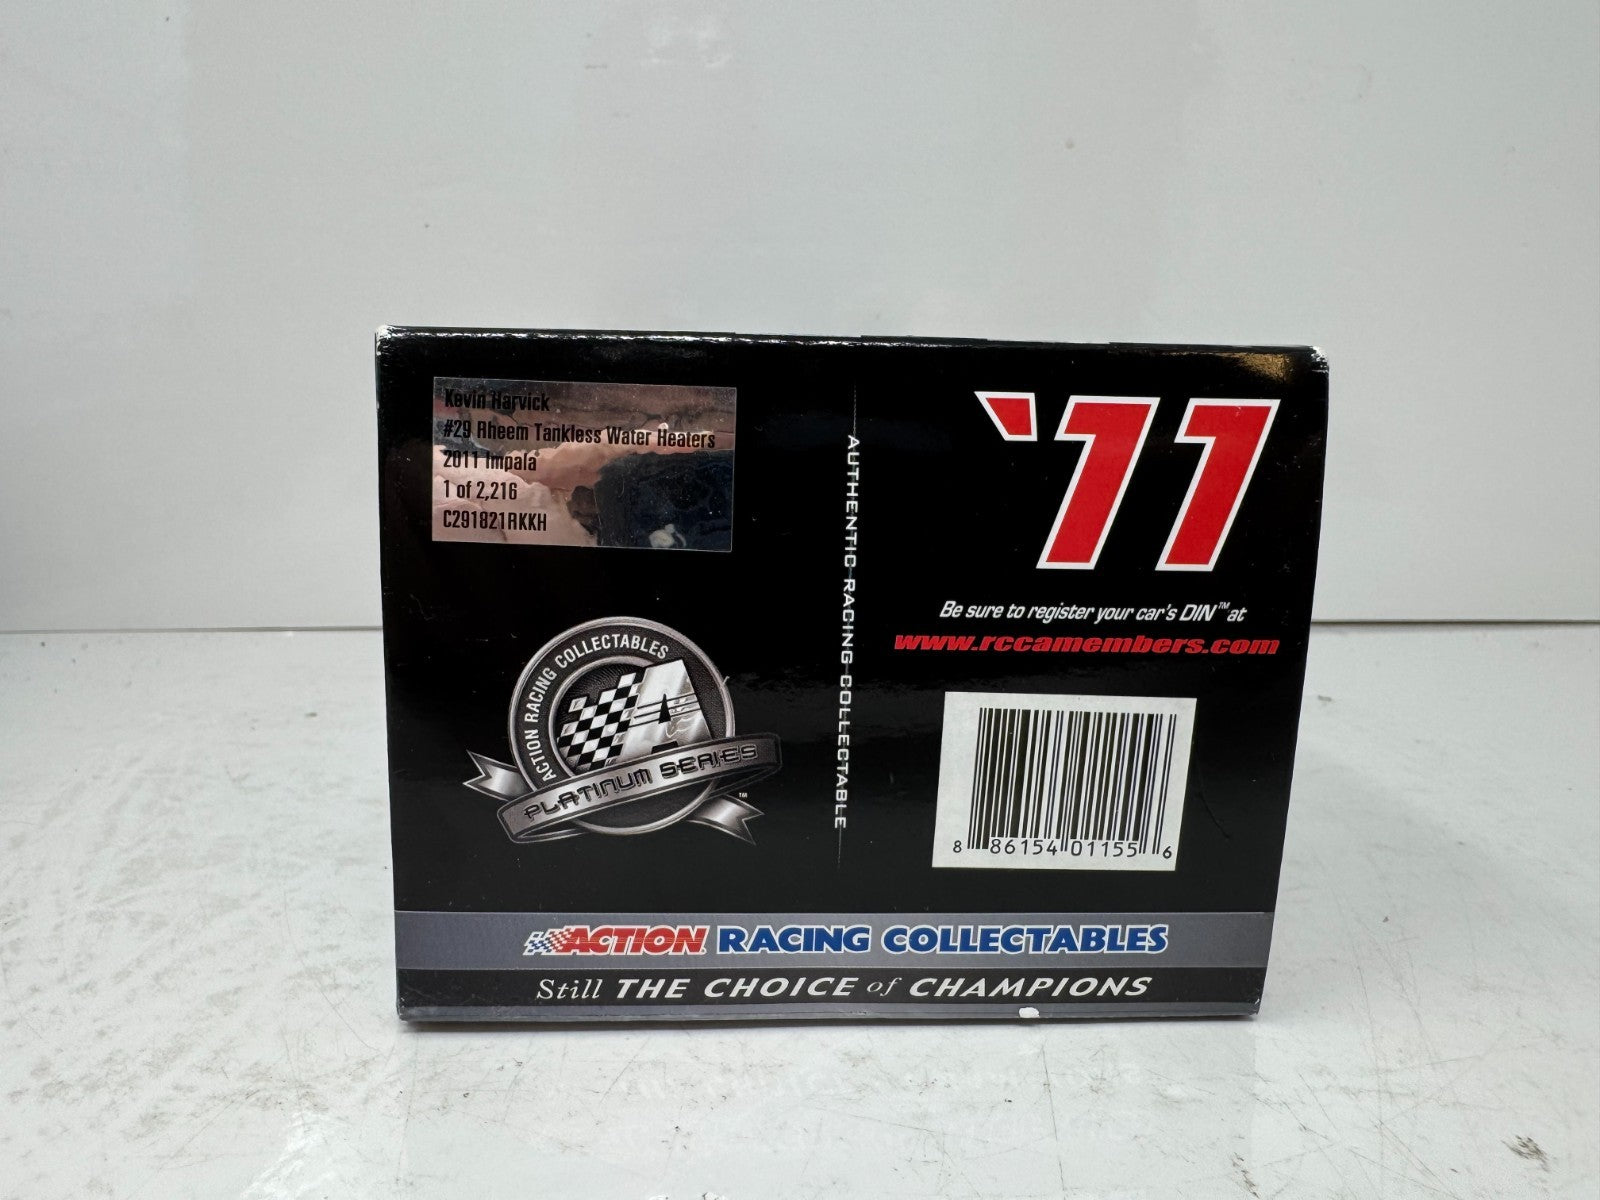 Kevin Harvick
#29 Rheem Tankless Water Heaters
2011 Impala
1 of 2,216
C291821RKKH
ACTION RACING COLLECTABLES
A
PLATINUM SERIES™
AUTHENTIC RACING COLLECTABLE
'11
Be sure to register your car's DIN™ at
www.rccamembers.com
8 86154 01155 6
ACTION RACING COLLECTABLES
Still THE CHOICE of CHAMPIONS